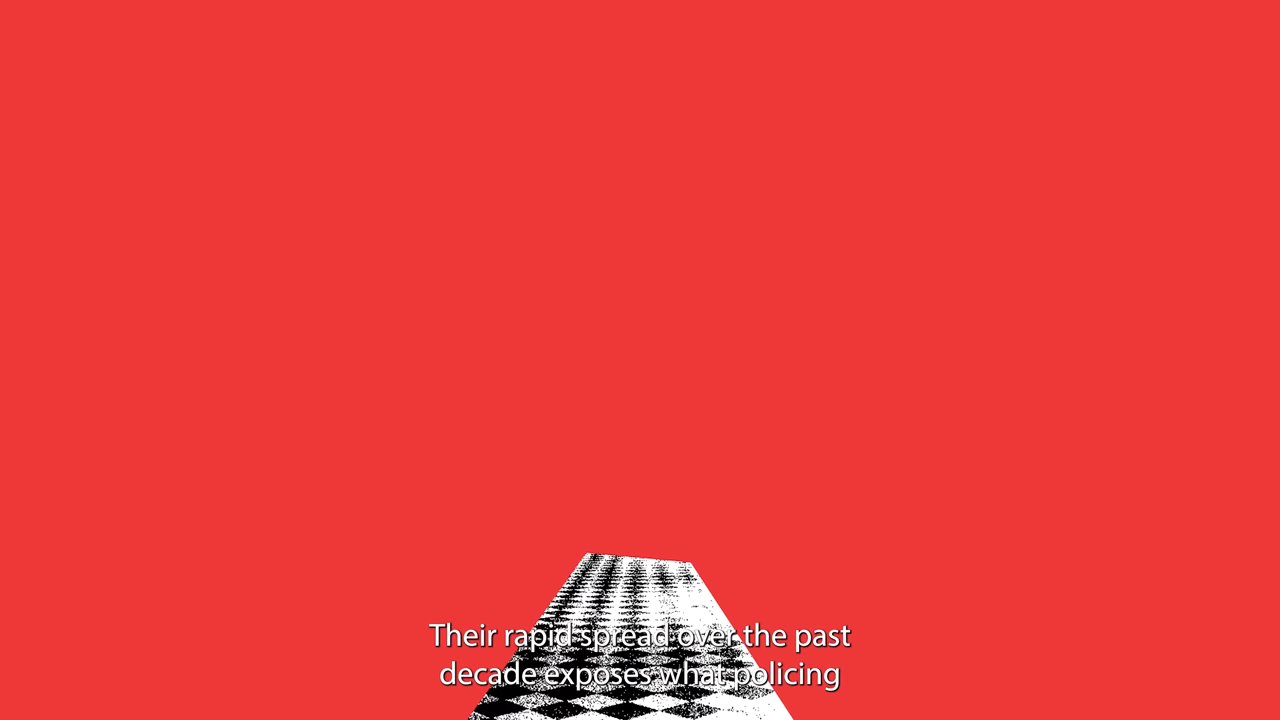 Their rapid spread over the past
decade exposes what policing